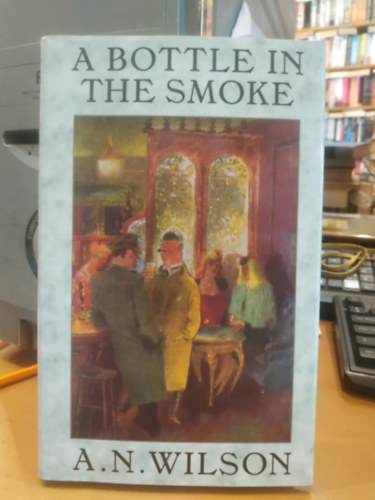 A BOTTLE IN
THE SMOKE
A.N.WILSON